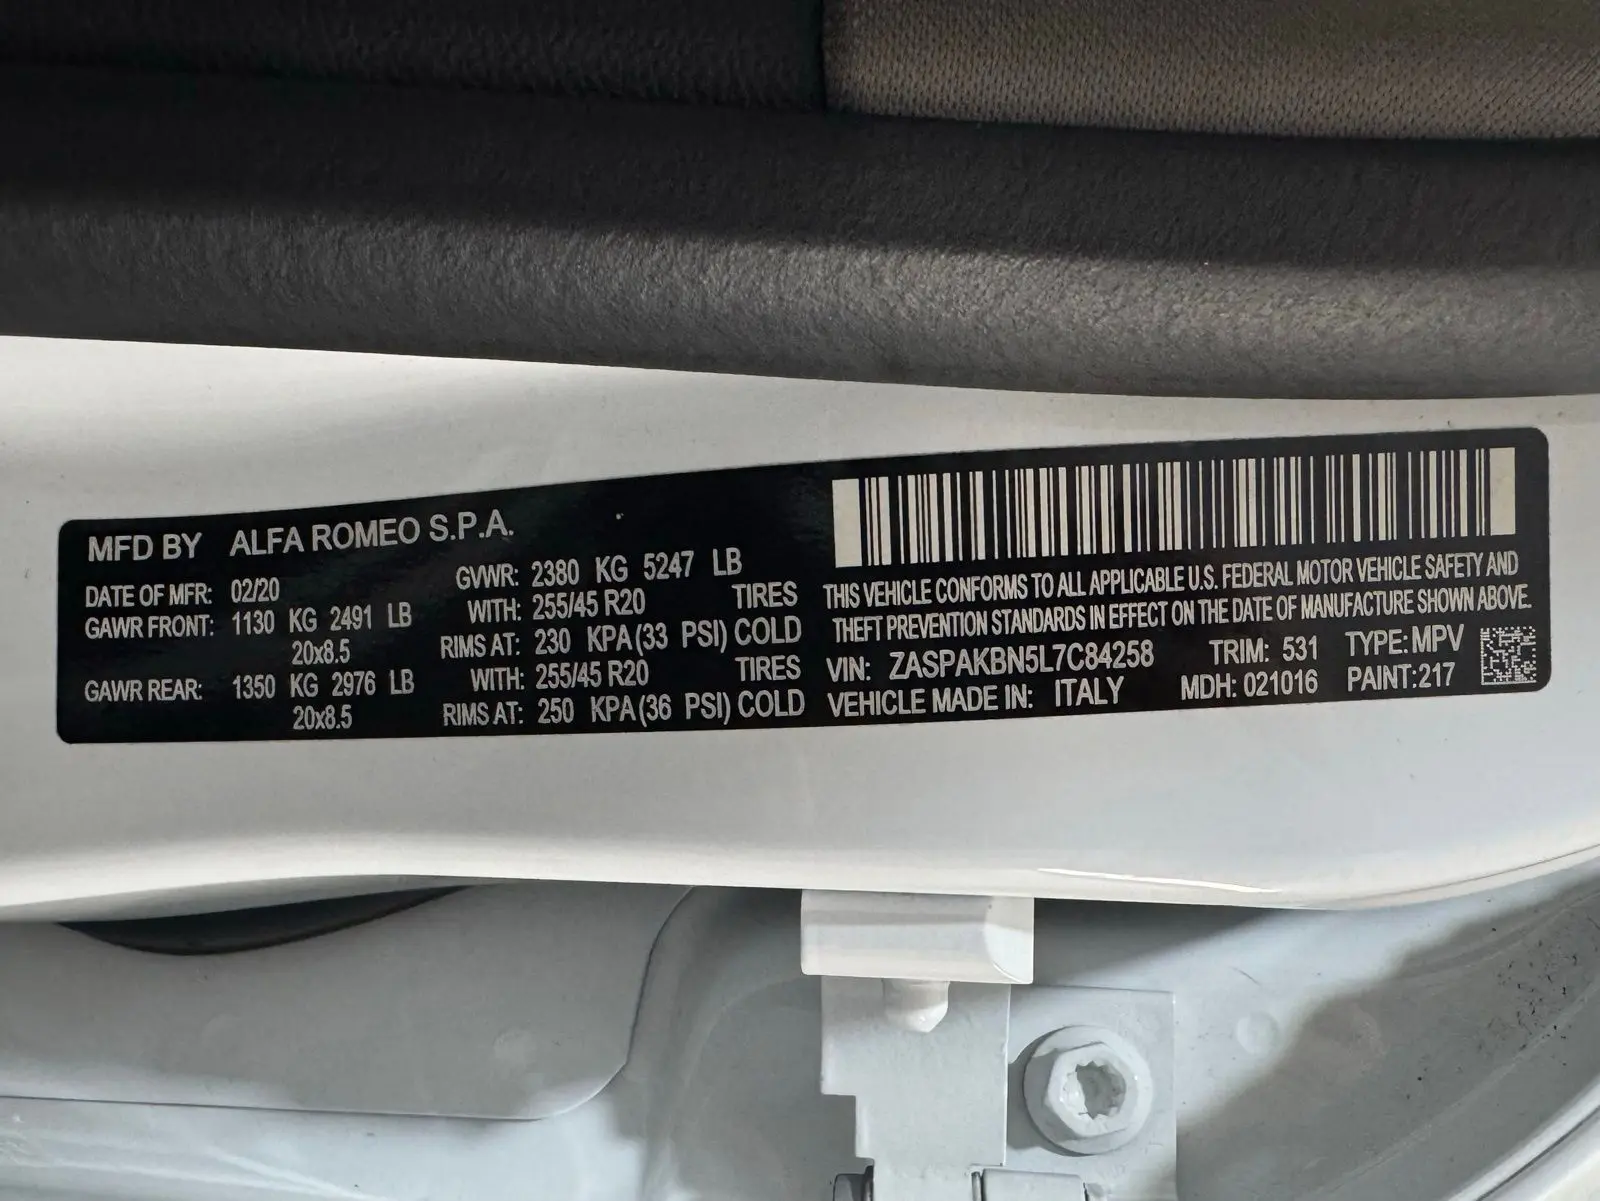 MFD BY ALFA ROMEO S.P.A.
DATE OF MFR: 02/20 GVWR: 2380 KG 5247 LB
GAWR FRONT: 1130 KG 2491 LB WITH: 255/45 R20 TIRES
20x8.5 RIMS AT: 230 KPA (33 PSI) COLD
GAWR REAR: 1350 KG 2976 LB WITH: 255/45 R20 TIRES
20x8.5 RIMS AT: 250 KPA (36 PSI) COLD
THIS VEHICLE CONFORMS TO ALL APPLICABLE U.S. FEDERAL MOTOR VEHICLE SAFETY AND
THEFT PREVENTION STANDARDS IN EFFECT ON THE DATE OF MANUFACTURE SHOWN ABOVE.
VIN: ZASPAKBN5L7C84258 TRIM: 531 TYPE: MPV
VEHICLE MADE IN: ITALY MDH: 021016 PAINT: 217